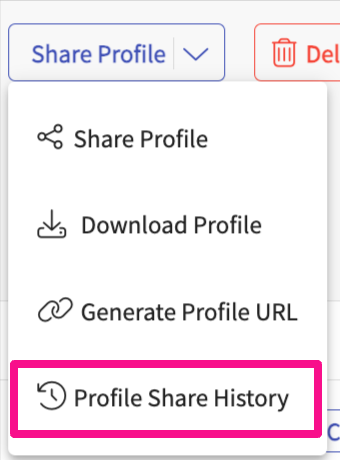 Share Profile
Del
Share Profile
Download Profile
Generate Profile URL
Profile Share History
C